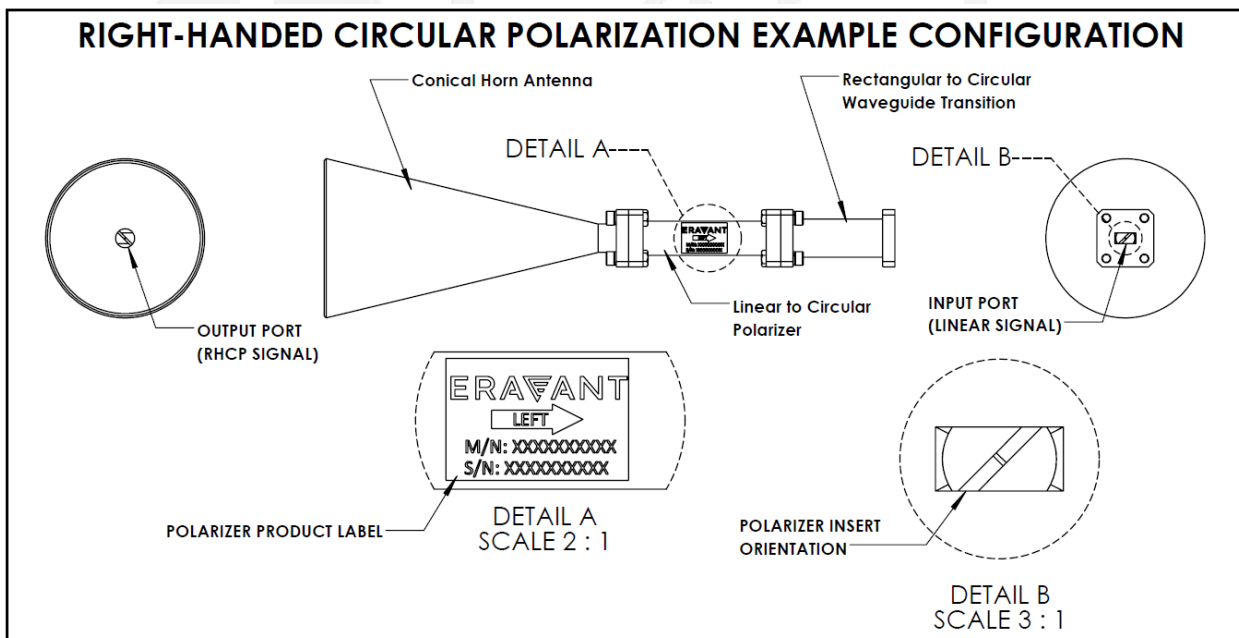 RIGHT-HANDED CIRCULAR POLARIZATION EXAMPLE CONFIGURATION
Conical Horn Antenna
Rectangular to Circular
Waveguide Transition
DETAIL A
DETAIL B
ERAVANT
OUTPUT PORT
(RHCP SIGNAL)
Linear to Circular
Polarizer
INPUT PORT
(LINEAR SIGNAL)
ERAVANT
LEFT
M/N: XXXXXXXXXX
S/N: XXXXXXXXXX
POLARIZER PRODUCT LABEL
DETAIL A
SCALE 2 : 1
POLARIZER INSERT
ORIENTATION
DETAIL B
SCALE 3 : 1